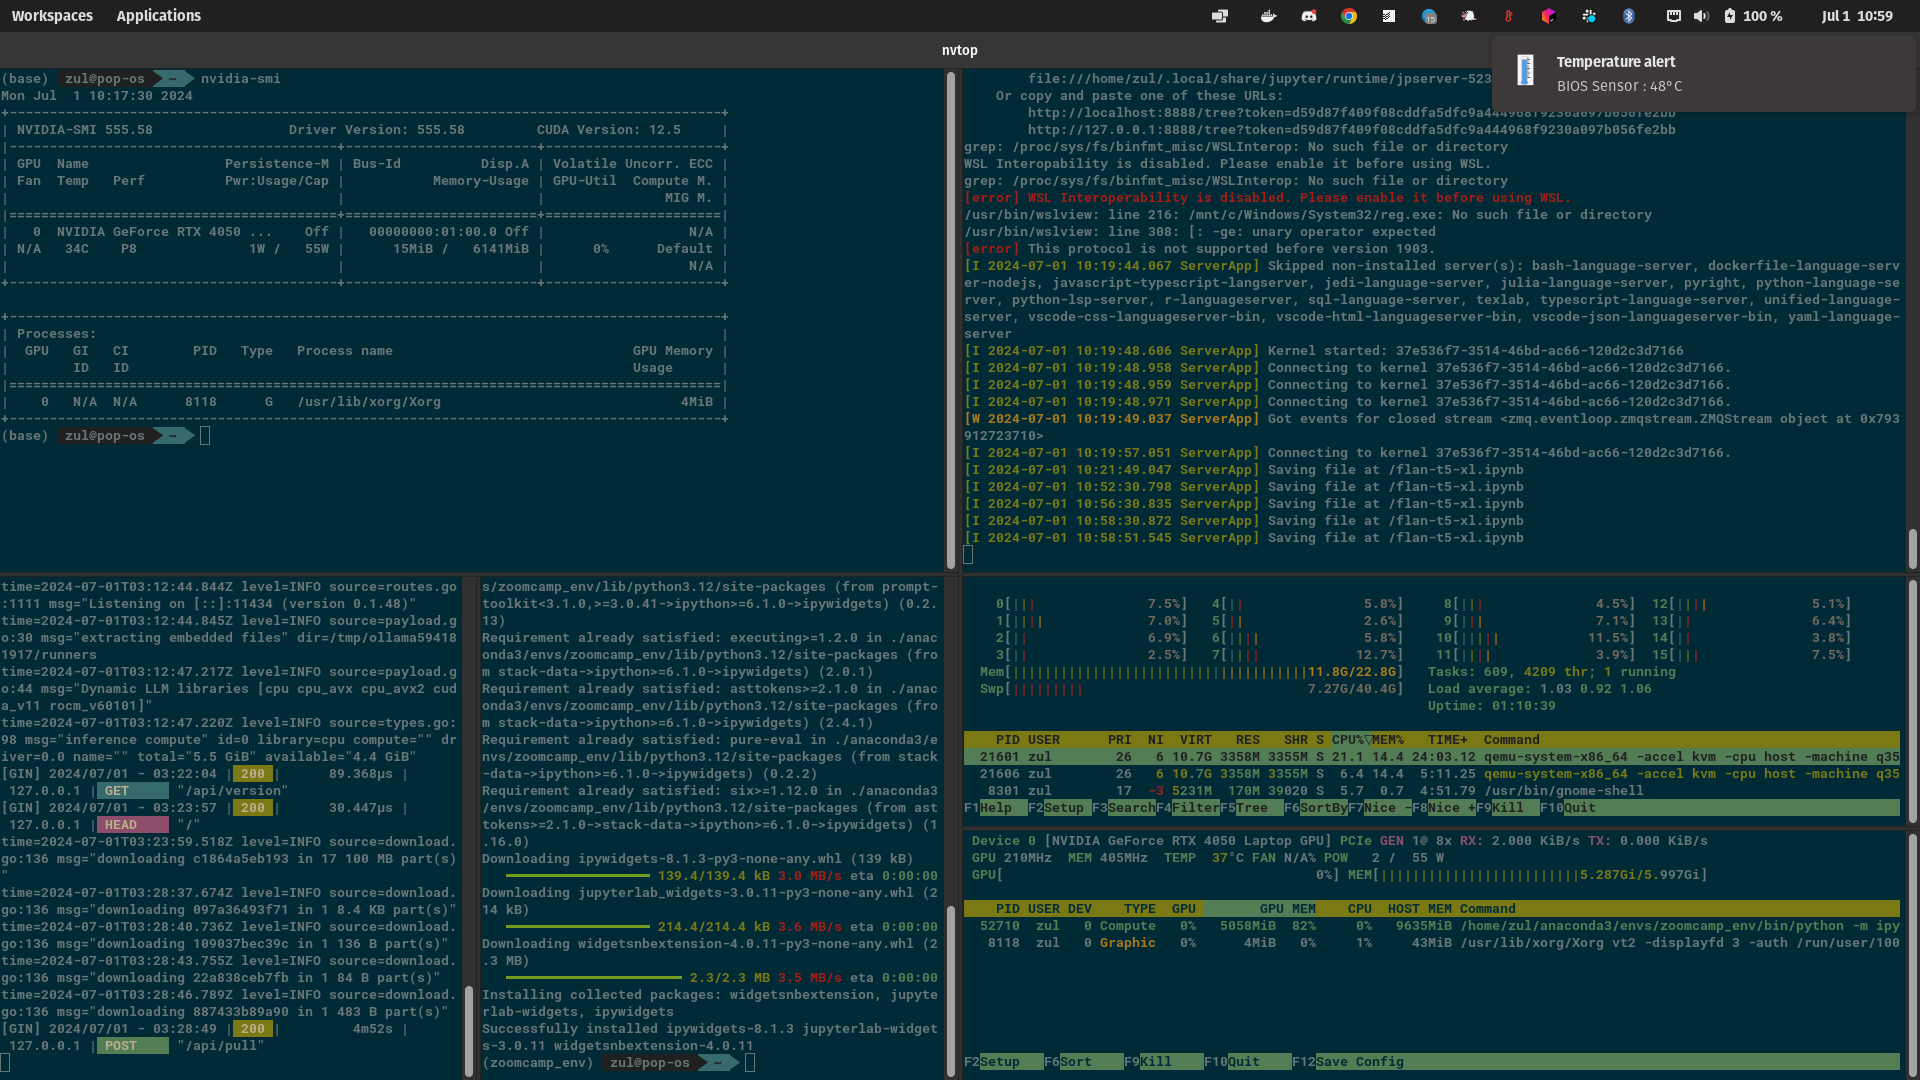 Workspaces Applications
15
100 %
Jul 1 10:59
nvtop
Temperature alert
BIOS Sensor : 48°C
(base) zul@pop-os ~ nvidia-smi
Mon Jul  1 10:17:30 2024
+-----------------------------------------------------------------------------------------+
| NVIDIA-SMI 555.58                 Driver Version: 555.58         CUDA Version: 12.5     |
|-----------------------------------------+------------------------+----------------------+
| GPU  Name                 Persistence-M | Bus-Id          Disp.A | Volatile Uncorr. ECC |
| Fan  Temp   Perf          Pwr:Usage/Cap |           Memory-Usage | GPU-Util  Compute M. |
|                                         |                        |               MIG M. |
|=========================================+========================+======================|
|   0  NVIDIA GeForce RTX 4050 ...    Off |   00000000:01:00.0 Off |                  N/A |
| N/A   34C    P8              1W /   55W |      15MiB /   6141MiB |      0%      Default |
|                                         |                        |                  N/A |
+-----------------------------------------+------------------------+----------------------+
+-----------------------------------------------------------------------------------------+
| Processes:                                                                              |
|  GPU   GI   CI        PID   Type   Process name                              GPU Memory |
|        ID   ID                                                               Usage      |
|=========================================================================================|
|    0   N/A  N/A      8118      G   /usr/lib/xorg/Xorg                              4MiB |
+-----------------------------------------------------------------------------------------+
(base) zul@pop-os ~
file:///home/zul/.local/share/jupyter/runtime/jpserver-523
Or copy and paste one of these URLs:
http://localhost:8888/tree?token=d59d87f409f08cddfa5dfc9a444968f9230a097b056fe2bb
http://127.0.0.1:8888/tree?token=d59d87f409f08cddfa5dfc9a444968f9230a097b056fe2bb
grep: /proc/sys/fs/binfmt_misc/WSLInterop: No such file or directory
WSL Interopability is disabled. Please enable it before using WSL.
grep: /proc/sys/fs/binfmt_misc/WSLInterop: No such file or directory
[error] WSL Interoperability is disabled. Please enable it before using WSL.
/usr/bin/wslview: line 216: /mnt/c/Windows/System32/reg.exe: No such file or directory
/usr/bin/wslview: line 308: [: -ge: unary operator expected
[error] This protocol is not supported before version 1903.
[I 2024-07-01 10:19:44.067 ServerApp] Skipped non-installed server(s): bash-language-server, dockerfile-language-serv
er-nodejs, javascript-typescript-langserver, jedi-language-server, julia-language-server, pyright, python-language-se
rver, python-lsp-server, r-languageserver, sql-language-server, texlab, typescript-language-server, unified-language-
server, vscode-css-languageserver-bin, vscode-html-languageserver-bin, vscode-json-languageserver-bin, yaml-language-
server
[I 2024-07-01 10:19:48.606 ServerApp] Kernel started: 37e536f7-3514-46bd-ac66-120d2c3d7166
[I 2024-07-01 10:19:48.958 ServerApp] Connecting to kernel 37e536f7-3514-46bd-ac66-120d2c3d7166.
[I 2024-07-01 10:19:48.959 ServerApp] Connecting to kernel 37e536f7-3514-46bd-ac66-120d2c3d7166.
[I 2024-07-01 10:19:48.971 ServerApp] Connecting to kernel 37e536f7-3514-46bd-ac66-120d2c3d7166.
[W 2024-07-01 10:19:49.037 ServerApp] Got events for closed stream <zmq.eventloop.zmqstream.ZMQStream object at 0x793
912723710>
[I 2024-07-01 10:19:57.051 ServerApp] Connecting to kernel 37e536f7-3514-46bd-ac66-120d2c3d7166.
[I 2024-07-01 10:21:49.047 ServerApp] Saving file at /flan-t5-xl.ipynb
[I 2024-07-01 10:52:30.798 ServerApp] Saving file at /flan-t5-xl.ipynb
[I 2024-07-01 10:56:30.835 ServerApp] Saving file at /flan-t5-xl.ipynb
[I 2024-07-01 10:58:30.872 ServerApp] Saving file at /flan-t5-xl.ipynb
[I 2024-07-01 10:58:51.545 ServerApp] Saving file at /flan-t5-xl.ipynb
time=2024-07-01T03:12:44.844Z level=INFO source=routes.go
:1111 msg="Listening on [::]:11434 (version 0.1.48)"
time=2024-07-01T03:12:44.845Z level=INFO source=payload.g
o:30 msg="extracting embedded files" dir=/tmp/ollama59418
1917/runners
time=2024-07-01T03:12:47.217Z level=INFO source=payload.g
o:44 msg="Dynamic LLM libraries [cpu cpu_avx cpu_avx2 cud
a_v11 rocm_v60101]"
time=2024-07-01T03:12:47.220Z level=INFO source=types.go:
98 msg="inference compute" id=0 library=cpu compute="" dr
iver=0.0 name="" total="5.5 GiB" available="4.4 GiB"
[GIN] 2024/07/01 - 03:22:04 | 200 |      89.368µs |
127.0.0.1 | GET      "/api/version"
[GIN] 2024/07/01 - 03:23:57 | 200 |      30.447µs |
127.0.0.1 | HEAD     "/"
time=2024-07-01T03:23:59.518Z level=INFO source=download.
go:136 msg="downloading c1864a5eb193 in 17 100 MB part(s)
"
time=2024-07-01T03:28:37.674Z level=INFO source=download.
go:136 msg="downloading 097a36493f71 in 1 8.4 KB part(s)"
time=2024-07-01T03:28:40.736Z level=INFO source=download.
go:136 msg="downloading 109037bec39c in 1 136 B part(s)"
time=2024-07-01T03:28:43.755Z level=INFO source=download.
go:136 msg="downloading 22a838ceb7fb in 1 84 B part(s)"
time=2024-07-01T03:28:46.789Z level=INFO source=download.
go:136 msg="downloading 887433b89a90 in 1 483 B part(s)"
[GIN] 2024/07/01 - 03:28:49 | 200 |         4m52s |
127.0.0.1 | POST     "/api/pull"
s/zoomcamp_env/lib/python3.12/site-packages (from prompt-
toolkit<3.1.0,>=3.0.41->ipython>=6.1.0->ipywidgets) (0.2.
13)
Requirement already satisfied: executing>=1.2.0 in ./anac
onda3/envs/zoomcamp_env/lib/python3.12/site-packages (fro
m stack-data->ipython>=6.1.0->ipywidgets) (2.0.1)
Requirement already satisfied: asttokens>=2.1.0 in ./anac
onda3/envs/zoomcamp_env/lib/python3.12/site-packages (fro
m stack-data->ipython>=6.1.0->ipywidgets) (2.4.1)
Requirement already satisfied: pure-eval in ./anaconda3/e
nvs/zoomcamp_env/lib/python3.12/site-packages (from stack
-data->ipython>=6.1.0->ipywidgets) (0.2.2)
Requirement already satisfied: six>=1.12.0 in ./anaconda3
/envs/zoomcamp_env/lib/python3.12/site-packages (from ast
tokens>=2.1.0->stack-data->ipython>=6.1.0->ipywidgets) (1
.16.0)
Downloading ipywidgets-8.1.3-py3-none-any.whl (139 kB)
139.4/139.4 kB 3.0 MB/s eta 0:00:00
Downloading jupyterlab_widgets-3.0.11-py3-none-any.whl (2
14 kB)
214.4/214.4 kB 3.6 MB/s eta 0:00:00
Downloading widgetsnbextension-4.0.11-py3-none-any.whl (2
.3 MB)
2.3/2.3 MB 3.5 MB/s eta 0:00:00
Installing collected packages: widgetsnbextension, jupyte
rlab-widgets, ipywidgets
Successfully installed ipywidgets-8.1.3 jupyterlab-widget
s-3.0.11 widgetsnbextension-4.0.11
(zoomcamp_env) zul@pop-os ~
0[||| 7.5%] 4[|| 5.8%] 8[||| 4.5%] 12[|||| 5.1%]
1[|||| 7.0%] 5[|| 2.6%] 9[||| 7.1%] 13[|| 6.4%]
2[|| 6.9%] 6[|||| 5.8%] 10[||||| 11.5%] 14[|| 3.8%]
3[|| 2.5%] 7[|||| 12.7%] 11[|||| 3.9%] 15[||| 7.5%]
Mem[|||||||||||||||||||||||||||||||||||||11.8G/22.8G] Tasks: 609, 4209 thr; 1 running
Swp[||||||||| 7.27G/40.4G] Load average: 1.03 0.92 1.06
Uptime: 01:10:39
PID USER      PRI  NI  VIRT   RES   SHR S CPU%▽MEM%   TIME+  Command
21601 zul        26   6 10.7G 3358M 3355M S 21.1 14.4 24:03.12 qemu-system-x86_64 -accel kvm -cpu host -machine q35
21606 zul        26   6 10.7G 3358M 3355M S  6.4 14.4  5:11.25 qemu-system-x86_64 -accel kvm -cpu host -machine q35
8301 zul        17  -3 5231M  170M 39020 S  5.7  0.7  4:51.79 /usr/bin/gnome-shell
F1Help  F2Setup F3SearchF4FilterF5Tree  F6SortByF7Nice -F8Nice +F9Kill  F10Quit
Device 0 [NVIDIA GeForce RTX 4050 Laptop GPU] PCIe GEN 1@ 8x RX: 2.000 KiB/s TX: 0.000 KiB/s
GPU 210MHz  MEM 405MHz  TEMP  37°C FAN N/A% POW   2 /  55 W
GPU[ 0%] MEM[|||||||||||||||||||||||||5.287Gi/5.997Gi]
PID USER DEV    TYPE  GPU        GPU MEM    CPU  HOST MEM Command
52710  zul   0 Compute   0%   5058MiB  82%    0%   9635MiB /home/zul/anaconda3/envs/zoomcamp_env/bin/python -m ipy
8118  zul   0 Graphic   0%      4MiB   0%    1%     43MiB /usr/lib/xorg/Xorg vt2 -displayfd 3 -auth /run/user/100
F2Setup   F6Sort    F9Kill    F10Quit    F12Save Config